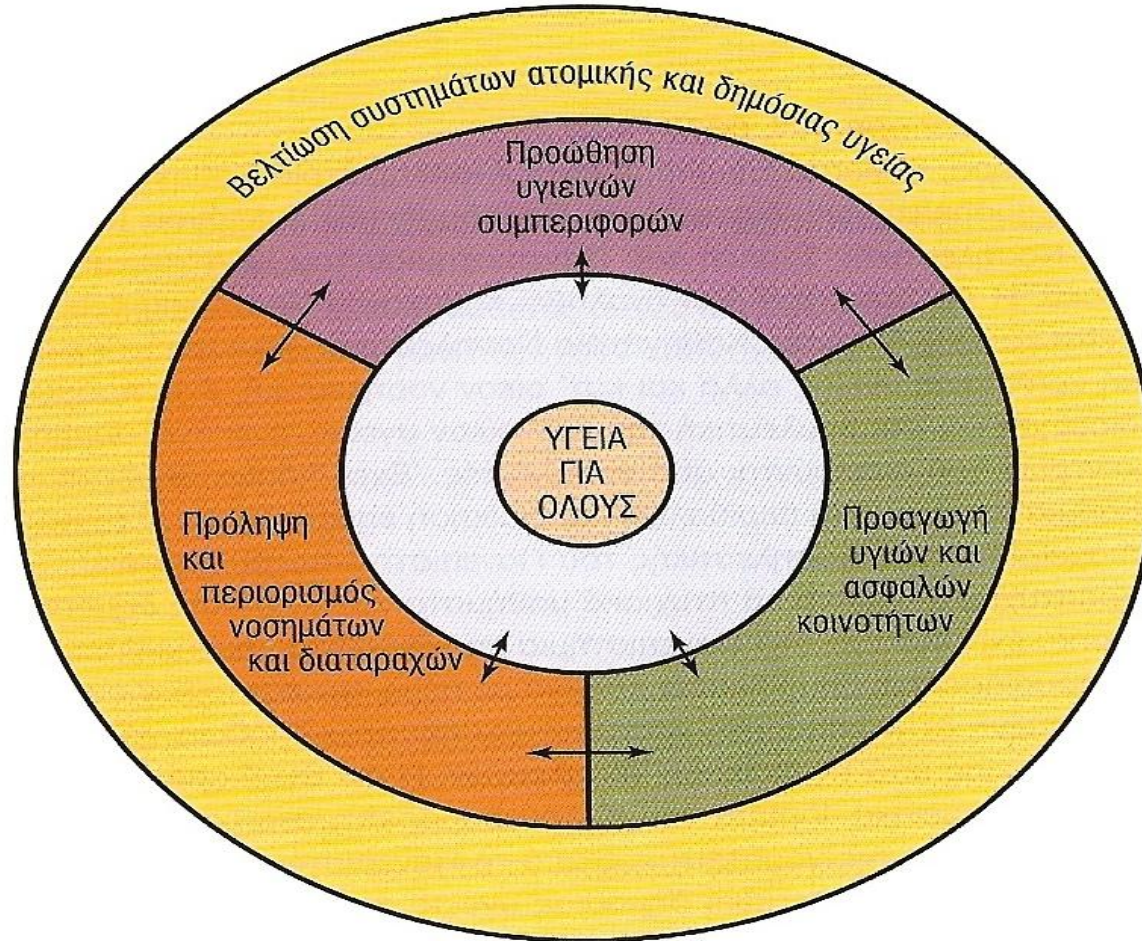 Βελτίωση συστημάτων ατομικής και δημόσιας υγείας
Προώθηση
υγιεινών
συμπεριφορών
ΥΓΕΙΑ
ΓΙΑ
ΟΛΟΥΣ
Πρόληψη
και
περιορισμός
νοσημάτων
και διαταραχών
Προαγωγή
υγιών και
ασφαλών
κοινοτήτων